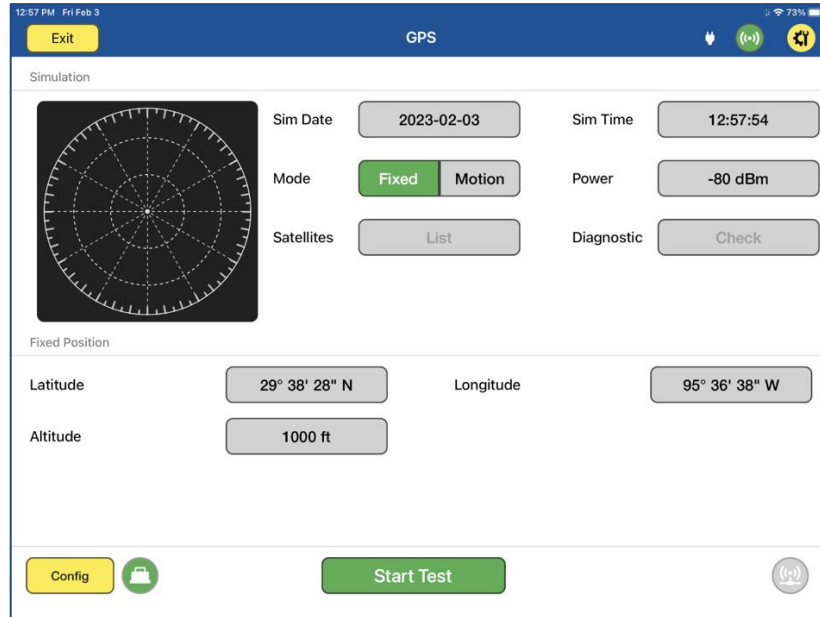 12:57 PM Fri Feb 3 73%
Exit GPS
Simulation
Sim Date 2023-02-03 Sim Time 12:57:54
Mode Fixed Motion Power -80 dBm
Satellites List Diagnostic Check
Fixed Position
Latitude 29° 38' 28" N Longitude 95° 36' 38" W
Altitude 1000 ft
Config Start Test